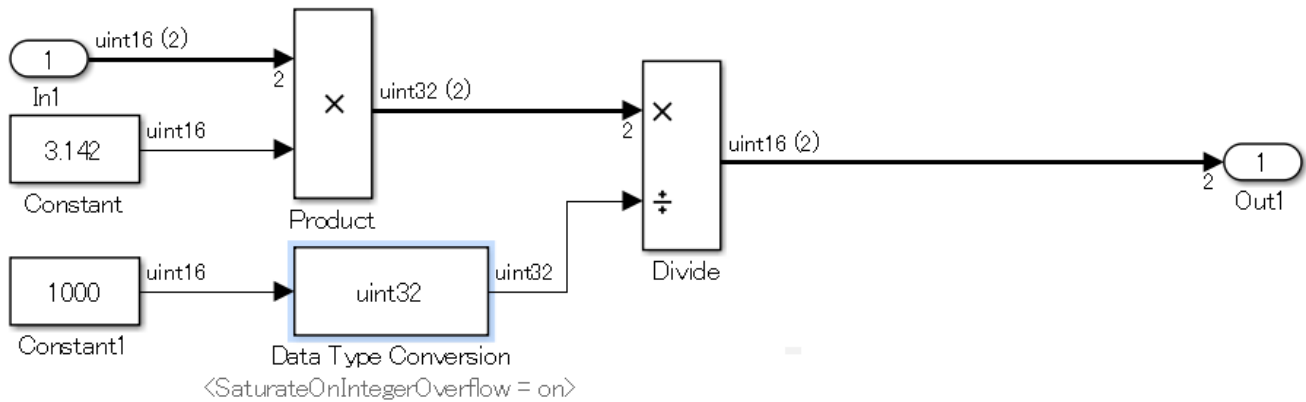 uint16 (2)
1
2
In1
×
uint32 (2)
2
×
uint16
3.142
Constant
Product
uint16 (2)
2
1
Out1
÷
Divide
uint16
1000
Constant1
uint32
uint32
Data Type Conversion
<SaturateOnIntegerOverflow = on>